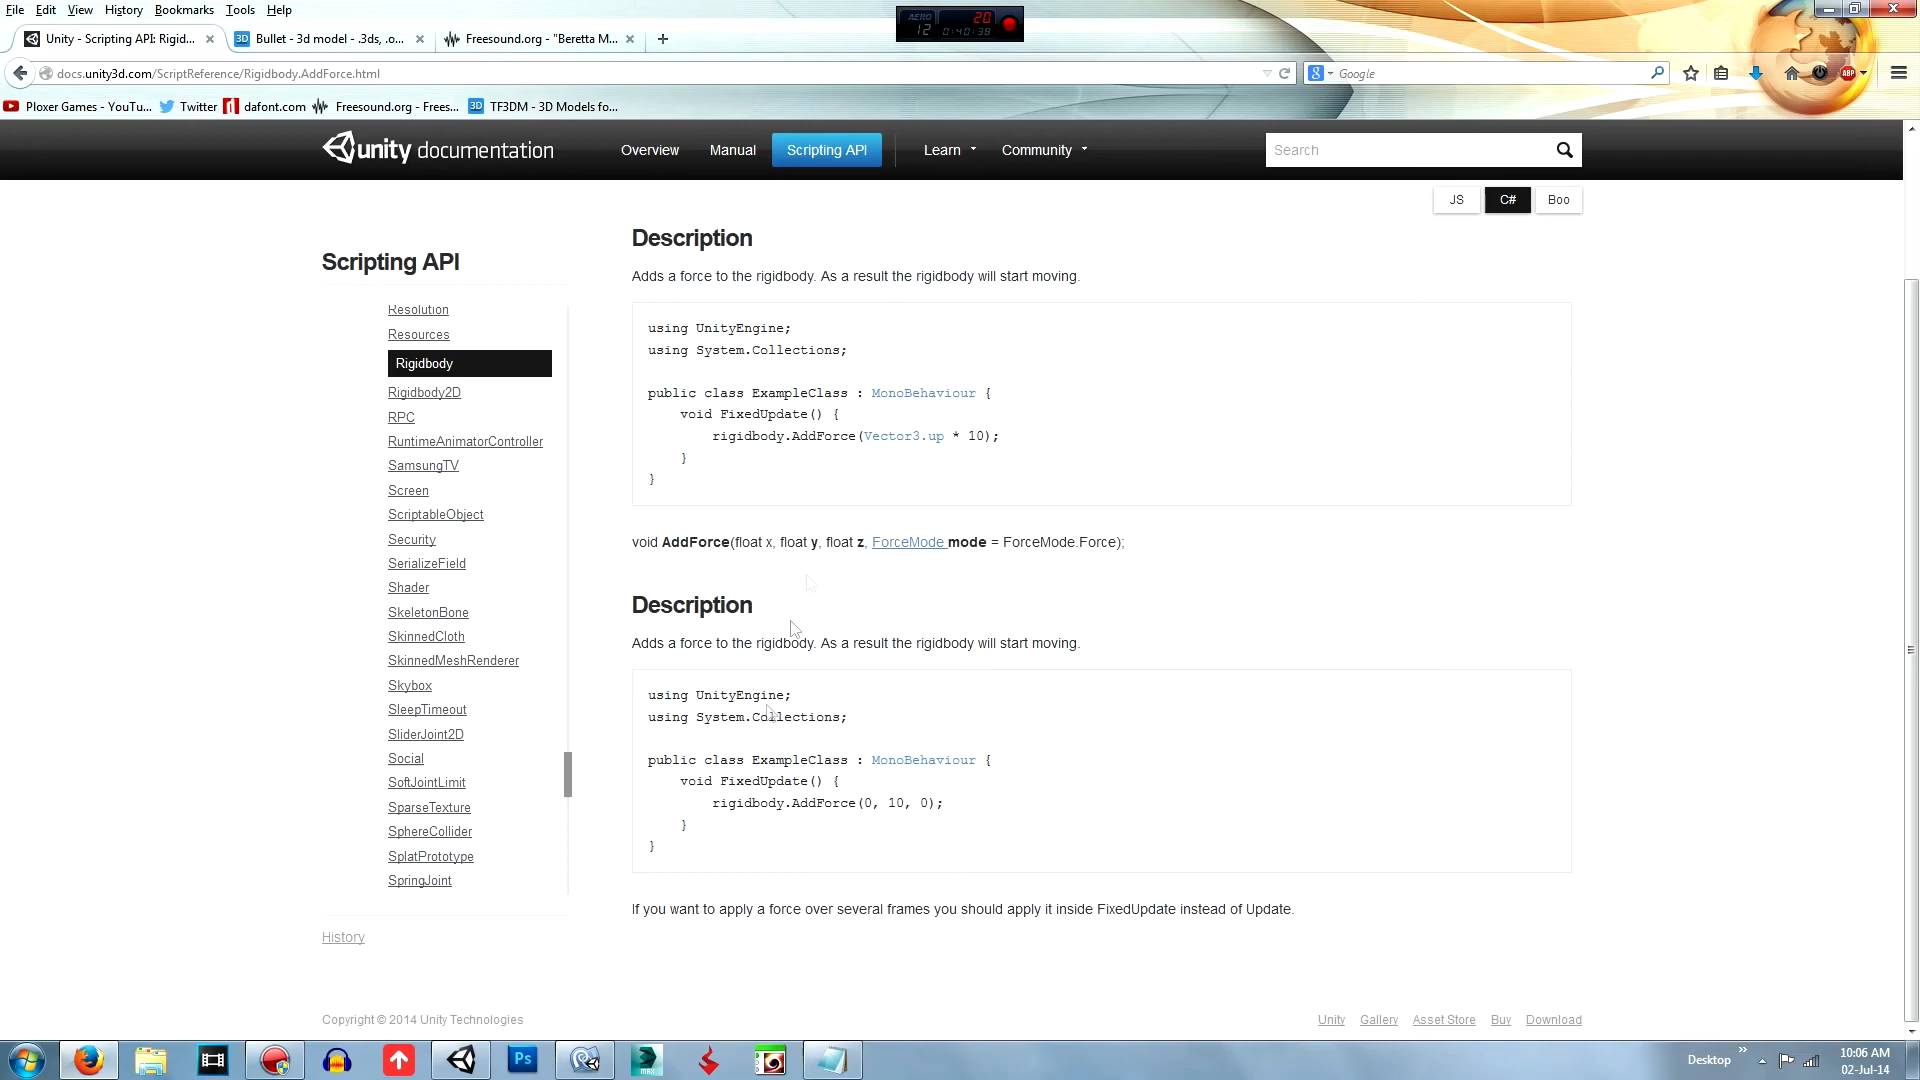 File Edit View History Bookmarks Tools Help
AERO 20
12 0:40:38
Unity - Scripting API: Rigid... Bullet - 3d model - .3ds, .o... Freesound.org - "Beretta M...
docs.unity3d.com/ScriptReference/Rigidbody.AddForce.html Google ABP
Ploxer Games - YouTu... Twitter dafont.com Freesound.org - Frees... TF3DM - 3D Models fo...
unity documentation Overview Manual Scripting API Learn Community Search
JS C# Boo
Scripting API
Resolution
Resources
Rigidbody
Rigidbody2D
RPC
RuntimeAnimatorController
SamsungTV
Screen
ScriptableObject
Security
SerializeField
Shader
SkeletonBone
SkinnedCloth
SkinnedMeshRenderer
Skybox
SleepTimeout
SliderJoint2D
Social
SoftJointLimit
SparseTexture
SphereCollider
SplatPrototype
SpringJoint
History
Description
Adds a force to the rigidbody. As a result the rigidbody will start moving.
using UnityEngine;
using System.Collections;
public class ExampleClass : MonoBehaviour {
void FixedUpdate() {
rigidbody.AddForce(Vector3.up * 10);
}
}
void AddForce(float x, float y, float z, ForceMode mode = ForceMode.Force);
Description
Adds a force to the rigidbody. As a result the rigidbody will start moving.
using UnityEngine;
using System.Collections;
public class ExampleClass : MonoBehaviour {
void FixedUpdate() {
rigidbody.AddForce(0, 10, 0);
}
}
If you want to apply a force over several frames you should apply it inside FixedUpdate instead of Update.
Copyright © 2014 Unity Technologies Unity Gallery Asset Store Buy Download
Ps MAX Desktop 10:06 AM
02-Jul-14